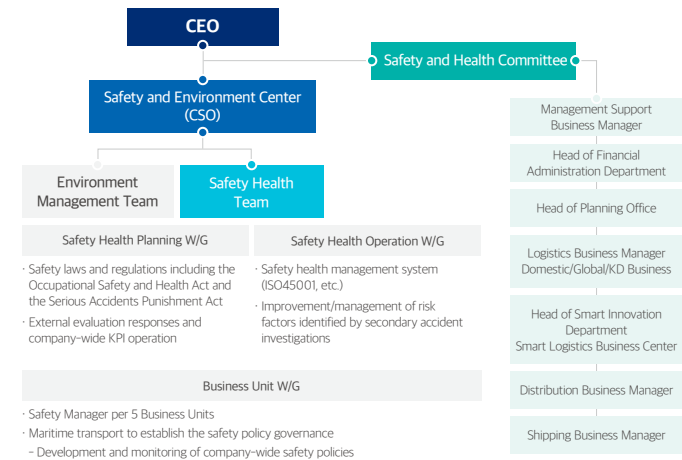 CEO
Safety and Health Committee
Safety and Environment Center
(CSO)
Environment
Management Team
Safety Health
Team
Safety Health Planning W/G
· Safety laws and regulations including the
Occupational Safety and Health Act and
the Serious Accidents Punishment Act
· External evaluation responses and
company-wide KPI operation
Safety Health Operation W/G
· Safety health management system
(ISO45001, etc.)
· Improvement/management of risk
factors identified by secondary accident
investigations
Business Unit W/G
· Safety Manager per 5 Business Units
· Maritime transport to establish the safety policy governance
- Development and monitoring of company-wide safety policies
Management Support
Business Manager
Head of Financial
Administration Department
Head of Planning Office
Logistics Business Manager
Domestic/Global/KD Business
Head of Smart Innovation
Department
Smart Logistics Business Center
Distribution Business Manager
Shipping Business Manager